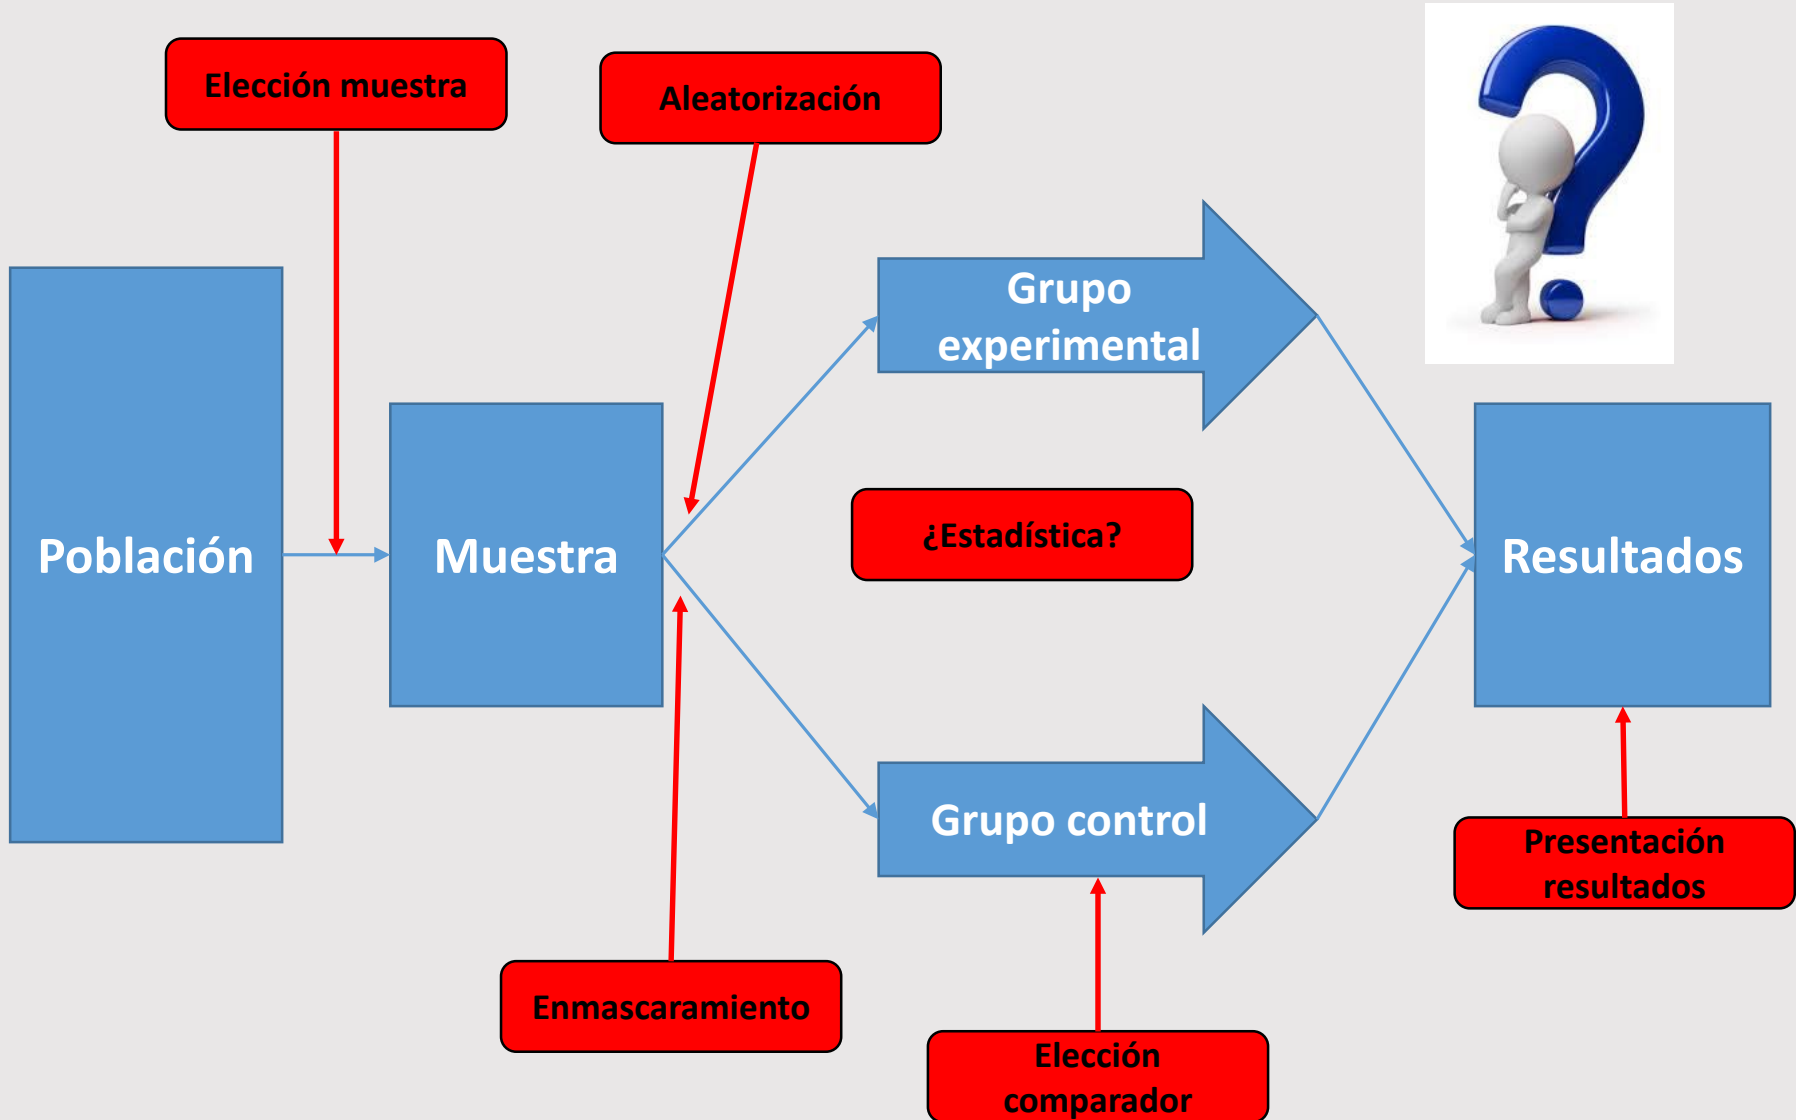 Elección muestra
Aleatorización
Grupo
experimental
¿Estadística?
Población
Muestra
Resultados
Grupo control
Presentación
resultados
Enmascaramiento
Elección
comparador